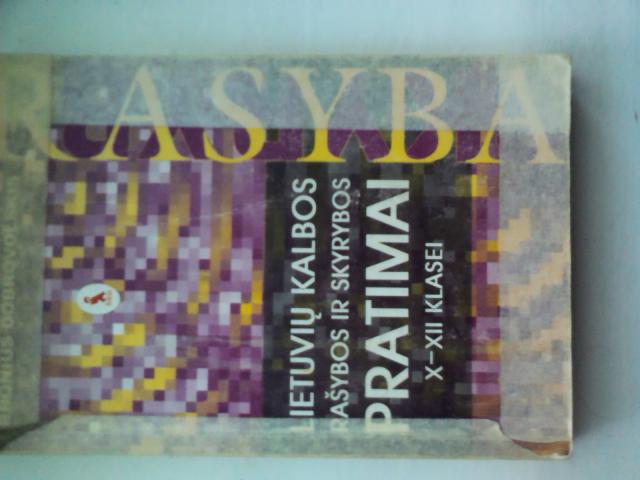 RAŠYBA
LIETUVIŲ KALBOS
RAŠYBOS IR SKYRYBOS
PRATIMAI
X–XII KLASEI